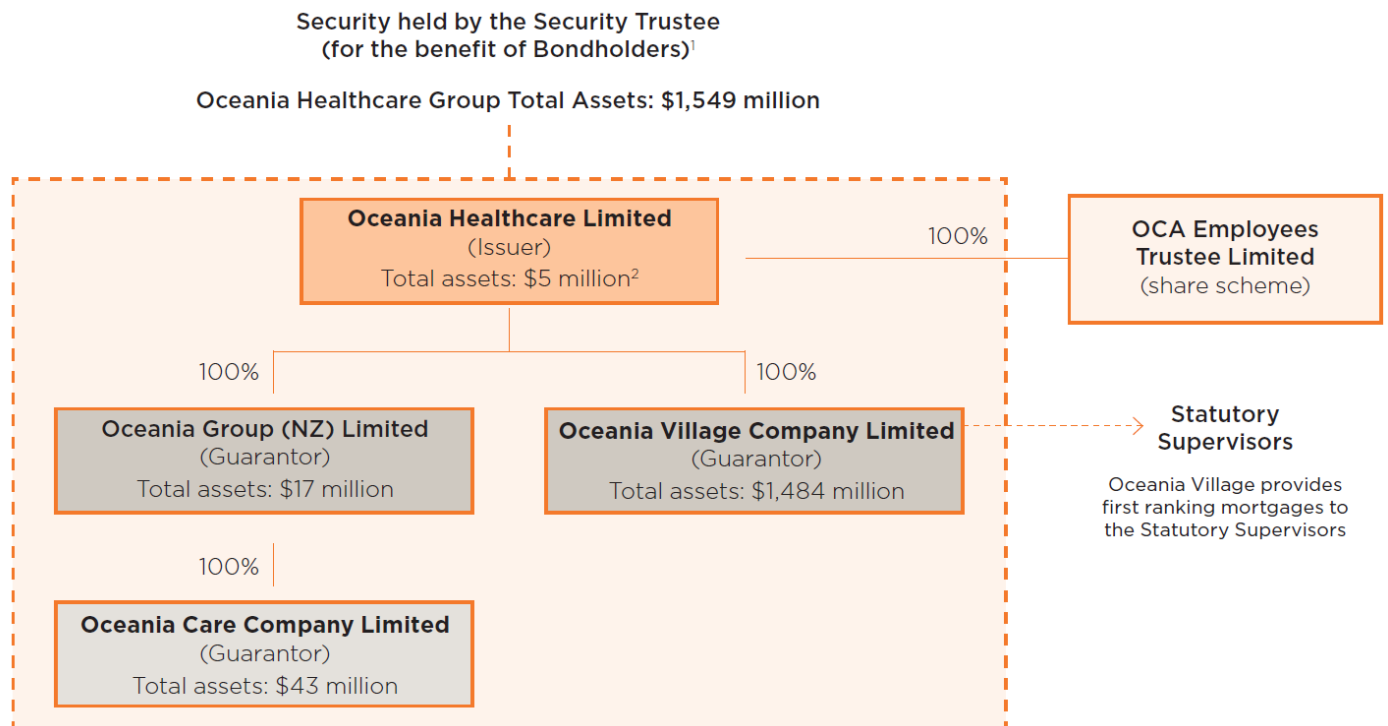 Security held by the Security Trustee
(for the benefit of Bondholders)¹
Oceania Healthcare Group Total Assets: $1,549 million
Oceania Healthcare Limited
(Issuer)
Total assets: $5 million²
100%
OCA Employees
Trustee Limited
(share scheme)
100%
100%
Oceania Group (NZ) Limited
(Guarantor)
Total assets: $17 million
Oceania Village Company Limited
(Guarantor)
Total assets: $1,484 million
Statutory
Supervisors
Oceania Village provides
first ranking mortgages to
the Statutory Supervisors
100%
Oceania Care Company Limited
(Guarantor)
Total assets: $43 million